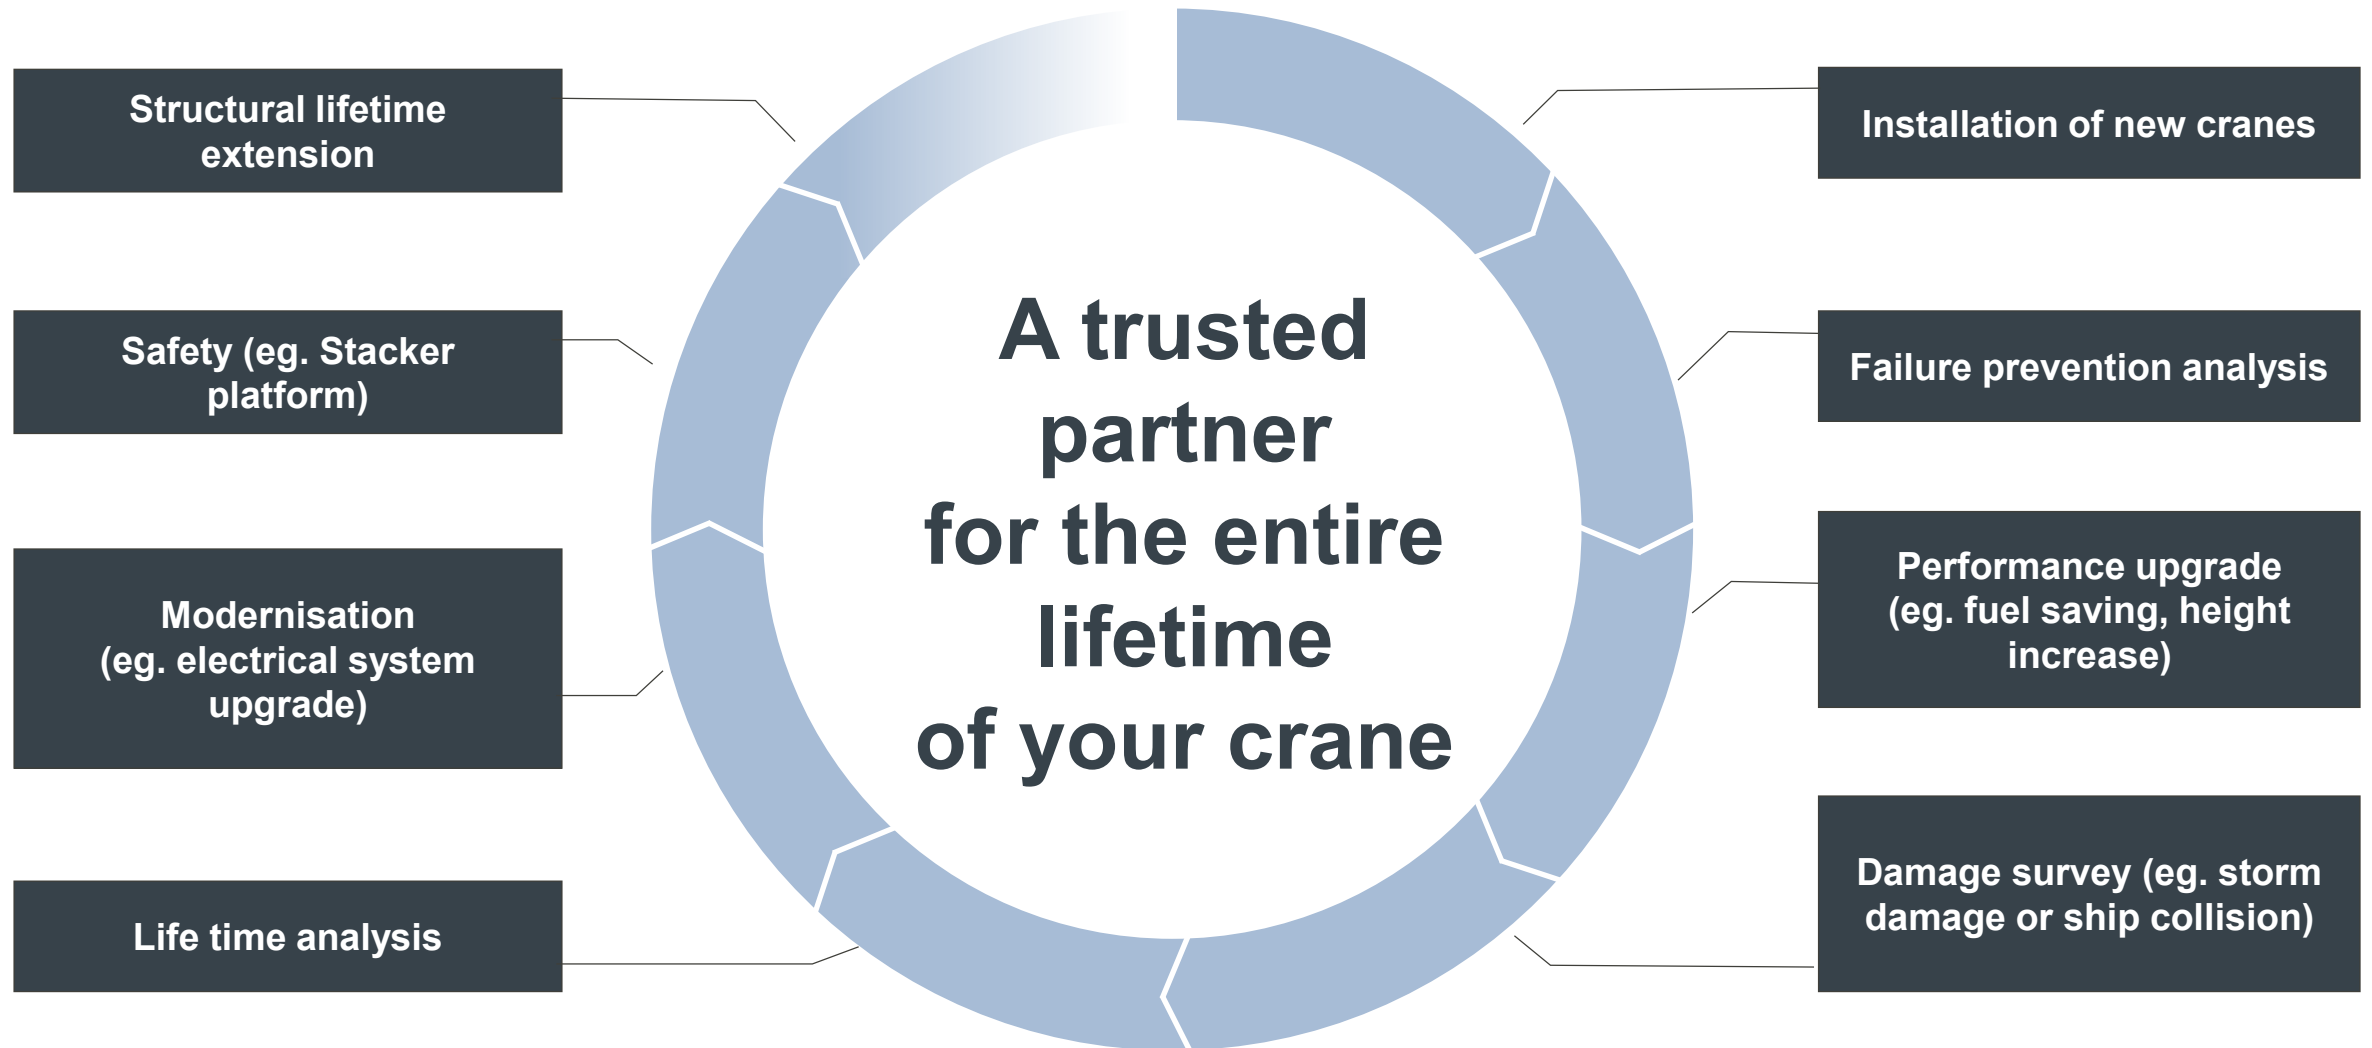 Structural lifetime
extension
Safety (eg. Stacker
platform)
Modernisation
(eg. electrical system
upgrade)
Life time analysis
A trusted
partner
for the entire
lifetime
of your crane
Installation of new cranes
Failure prevention analysis
Performance upgrade
(eg. fuel saving, height
increase)
Damage survey (eg. storm
damage or ship collision)